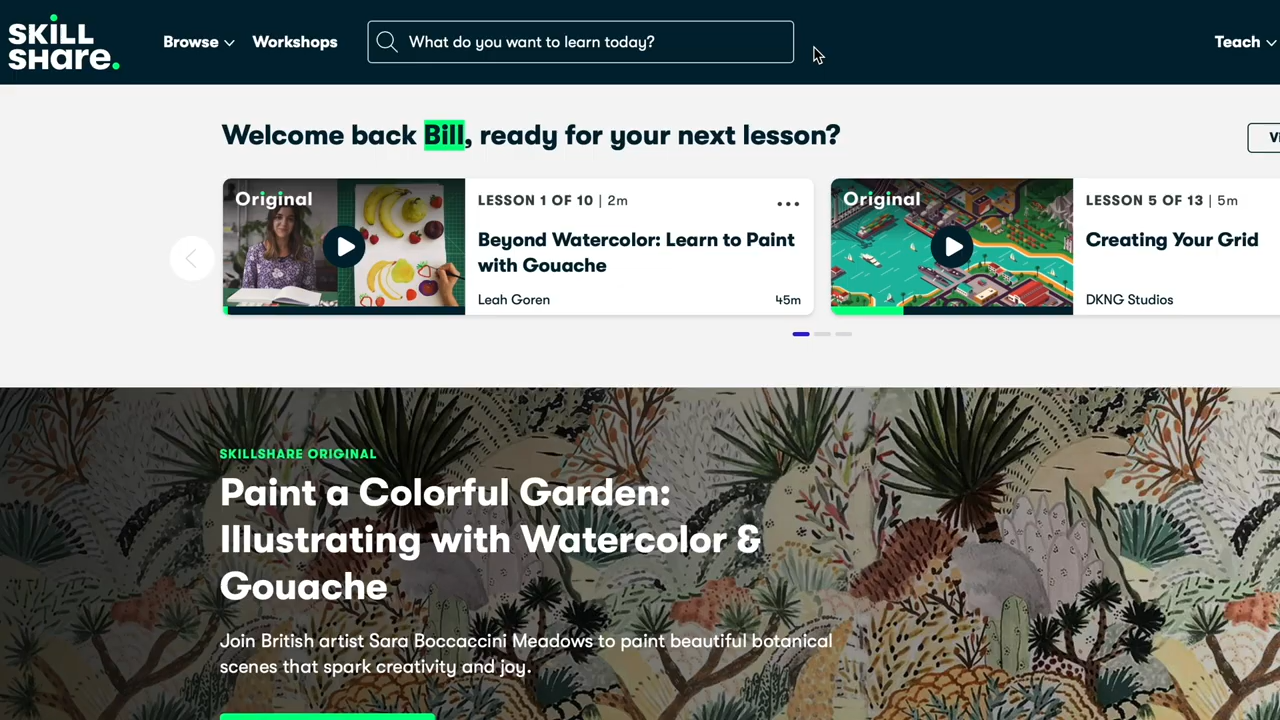 SKiLL
SHare.
Browse
Workshops
What do you want to learn today?
Teach
Welcome back Bill, ready for your next lesson?
Original
LESSON 1 OF 10 | 2m
Beyond Watercolor: Learn to Paint
with Gouache
Leah Goren
45m
Original
LESSON 5 OF 13 | 5m
Creating Your Grid
DKNG Studios
SKILLSHARE ORIGINAL
Paint a Colorful Garden:
Illustrating with Watercolor &
Gouache
Join British artist Sara Boccaccini Meadows to paint beautiful botanical
scenes that spark creativity and joy.